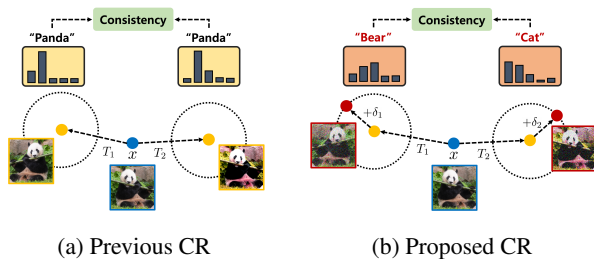 Consistency
"Panda"
"Panda"
T1
x
T2
(a) Previous CR
Consistency
"Bear"
"Cat"
+δ1
+δ2
T1
x
T2
(b) Proposed CR